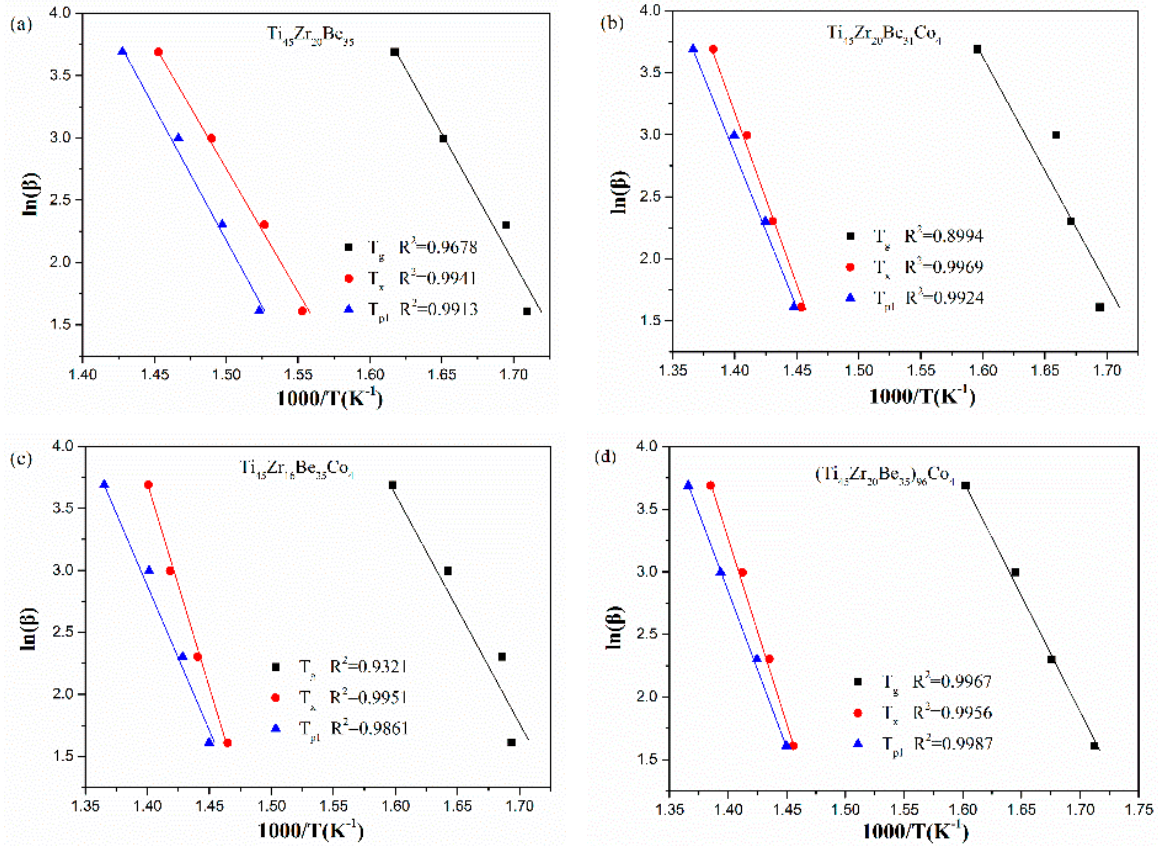 (a)
Ti45Zr20Be35
ln(β)
4.0
3.5
3.0
2.5
2.0
1.5
Tg R²=0.9678
Tx R²=0.9941
Tp1 R²=0.9913
1.40 1.45 1.50 1.55 1.60 1.65 1.70
1000/T(K⁻¹)
(b)
Ti45Zr20Be31Co4
ln(β)
4.0
3.5
3.0
2.5
2.0
1.5
Tg R²=0.8994
Tx R²=0.9969
Tp1 R²=0.9924
1.35 1.40 1.45 1.50 1.55 1.60 1.65 1.70
1000/T(K⁻¹)
(c)
Ti45Zr16Be35Co4
ln(β)
4.0
3.5
3.0
2.5
2.0
1.5
Tg R²=0.9321
Tx R²=0.9951
Tp1 R²=0.9861
1.35 1.40 1.45 1.50 1.55 1.60 1.65 1.70
1000/T(K⁻¹)
(d)
(Ti45Zr20Be35)96Co4
ln(β)
4.0
3.5
3.0
2.5
2.0
1.5
Tg R²=0.9967
Tx R²=0.9956
Tp1 R²=0.9987
1.35 1.40 1.45 1.50 1.55 1.60 1.65 1.70 1.75
1000/T(K⁻¹)